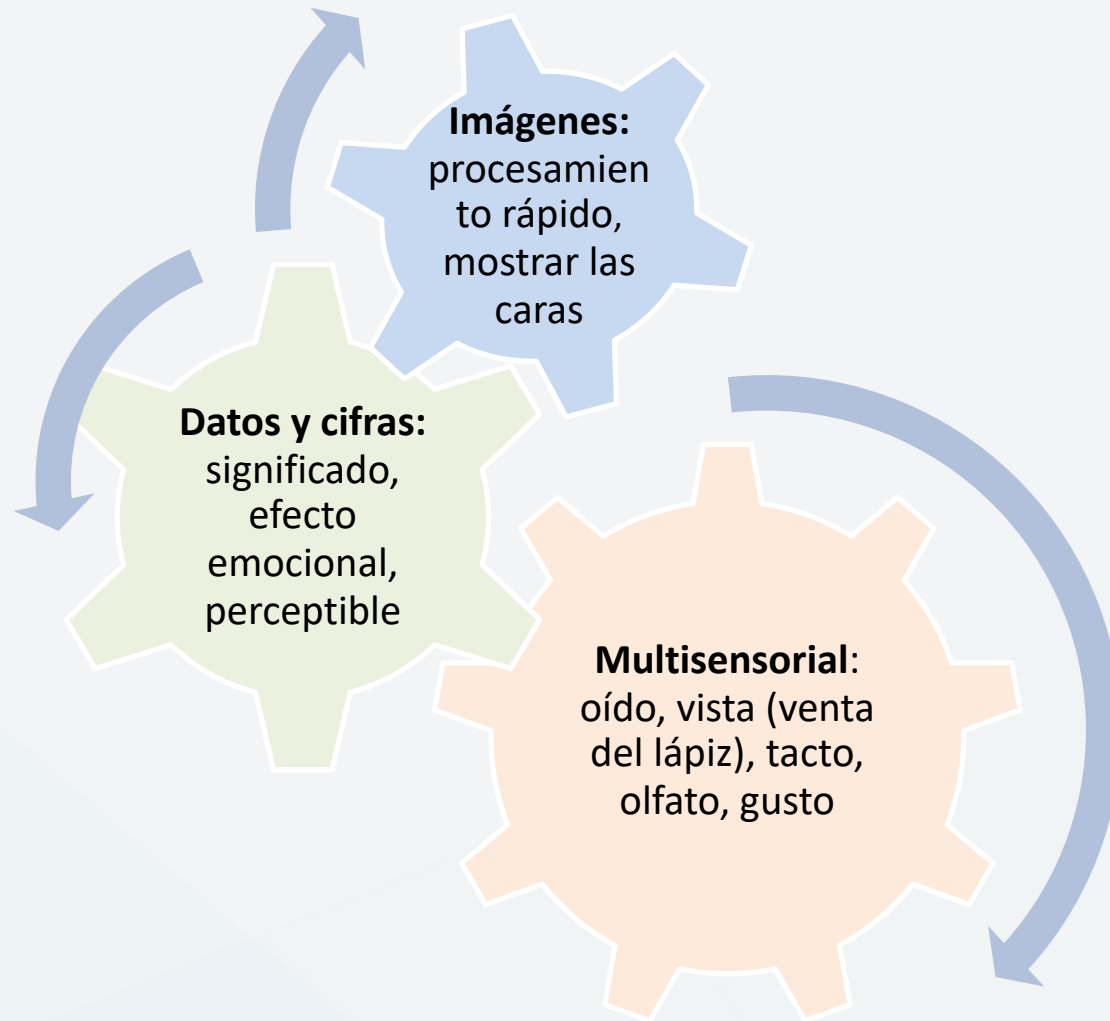 Imágenes:
procesamien
to rápido,
mostrar las
caras
Datos y cifras:
significado,
efecto
emocional,
perceptible
Multisensorial:
oído, vista (venta
del lápiz), tacto,
olfato, gusto